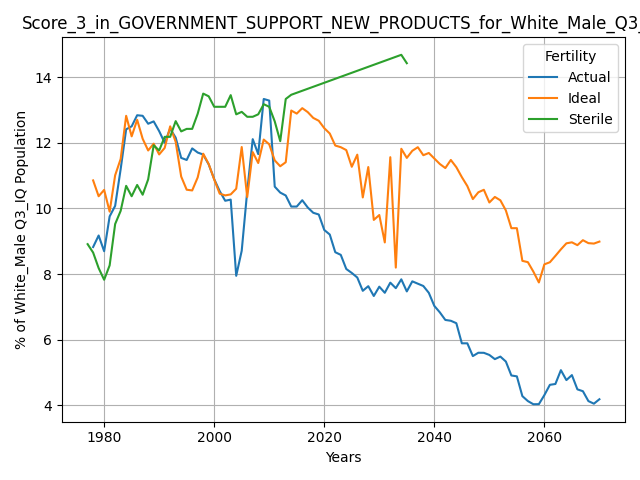 Score_3_in_GOVERNMENT_SUPPORT_NEW_PRODUCTS_for_White_Male_Q3_
Fertility
Actual
Ideal
Sterile
% of White_Male Q3_IQ Population
14
12
10
8
6
4
1980 2000 2020 2040 2060
Years